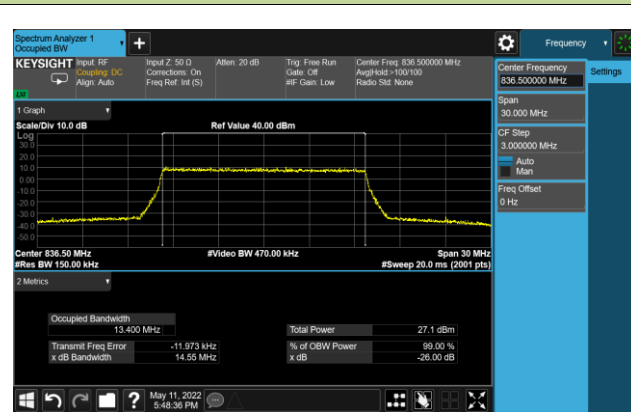 Spectrum Analyzer 1
Occupied BW
Frequency
KEYSIGHT
Input: RF
Coupling: DC
Align: Auto
Input Z: 50 Ω
Corrections: On
Freq Ref: Int (S)
Atten: 20 dB
Trig: Free Run
Gate: Off
#IF Gain: Low
Center Freq: 836.500000 MHz
Avg|Hold:>100/100
Radio Std: None
LXI
Center Frequency
836.500000 MHz
Settings
Span
30.000 MHz
CF Step
3.000000 MHz
Auto
Man
Freq Offset
0 Hz
1 Graph
Scale/Div 10.0 dB
Ref Value 40.00 dBm
Log
30.0
20.0
10.0
0.00
-10.0
-20.0
-30.0
-40.0
-50.0
Center 836.50 MHz
#Video BW 470.00 kHz
Span 30 MHz
#Res BW 150.00 kHz
#Sweep 20.0 ms (2001 pts)
2 Metrics
Occupied Bandwidth
13.400 MHz
Total Power 27.1 dBm
Transmit Freq Error -11.973 kHz
% of OBW Power 99.00 %
x dB Bandwidth 14.55 MHz
x dB -26.00 dB
?
May 11, 2022
5:48:36 PM